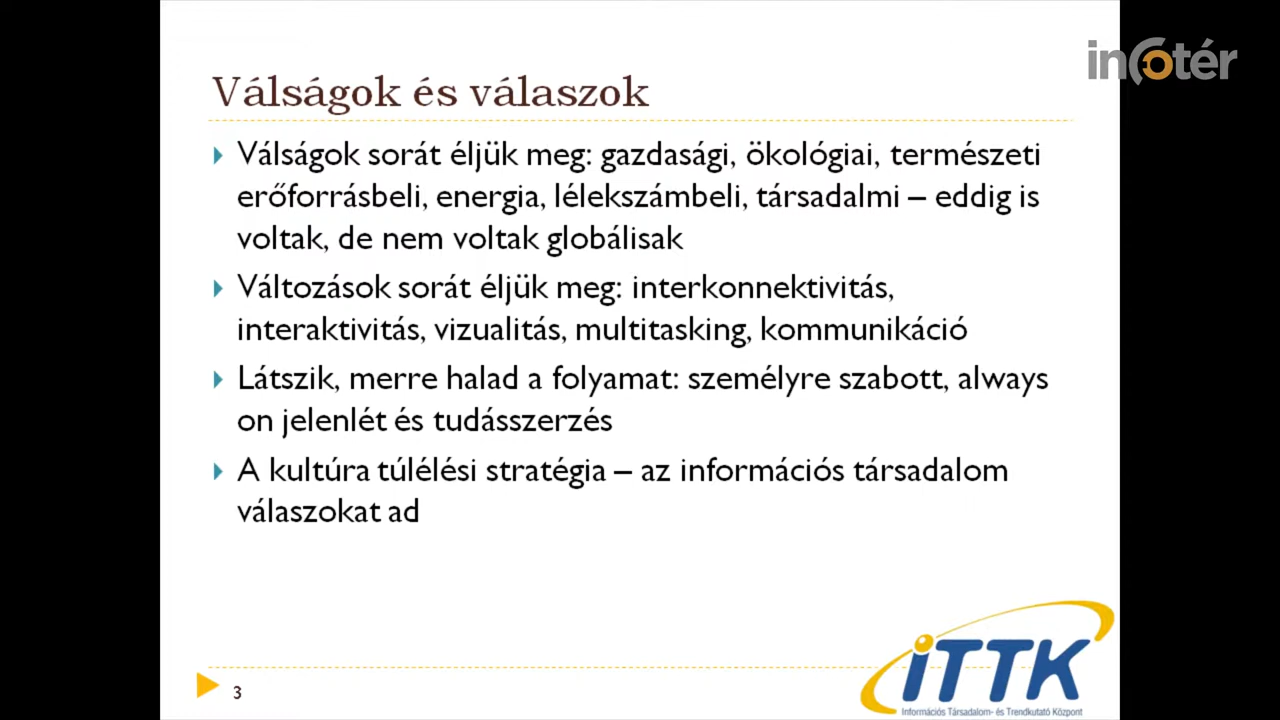 infotér
Válságok és válaszok
Válságok sorát éljük meg: gazdasági, ökológiai, természeti
erőforrásbeli, energia, lélekszámbeli, társadalmi – eddig is
voltak, de nem voltak globálisak
Változások sorát éljük meg: interkonnektivitás,
interaktivitás, vizualitás, multitasking, kommunikáció
Látszik, merre halad a folyamat: személyre szabott, always
on jelenlét és tudásszerzés
A kultúra túlélési stratégia – az információs társadalom
válaszokat ad
iTTK
Információs Társadalom- és Trendkutató Központ
3